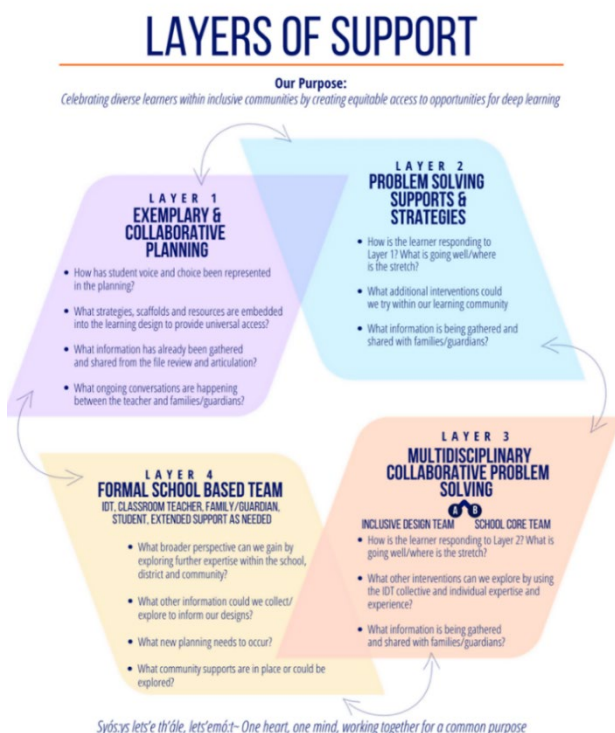 LAYERS OF SUPPORT
Our Purpose:
Celebrating diverse learners within inclusive communities by creating equitable access to opportunities for deep learning
LAYER 1
EXEMPLARY &
COLLABORATIVE
PLANNING
• How has student voice and choice been represented
in the planning?
• What strategies, scaffolds and resources are embedded
into the learning design to provide universal access?
• What information has already been gathered
and shared from the file review and articulation?
• What ongoing conversations are happening
between the teacher and families/guardians?
LAYER 2
PROBLEM SOLVING
SUPPORTS &
STRATEGIES
• How is the learner responding to
Layer 1? What is going well/where
is the stretch?
• What additional interventions could
we try within our learning community
• What information is being gathered and
shared with families/guardians?
LAYER 3
MULTIDISCIPLINARY
COLLABORATIVE PROBLEM
SOLVING
A B
INCLUSIVE DESIGN TEAM SCHOOL CORE TEAM
• How is the learner responding to Layer 2? What is
going well/where is the stretch?
• What other interventions can we explore by using
the IDT collective and individual expertise and
experience?
• What information is being gathered
and shared with families/guardians?
LAYER 4
FORMAL SCHOOL BASED TEAM
IDT, CLASSROOM TEACHER, FAMILY/GUARDIAN,
STUDENT, EXTENDED SUPPORT AS NEEDED
• What broader perspective can we gain by
exploring further expertise within the school,
district and community?
• What other information could we collect/
explore to inform our designs?
• What new planning needs to occur?
• What community supports are in place or could be
explored?
Syós:ys lets'e th'ále, lets'emó:t~ One heart, one mind, working together for a common purpose